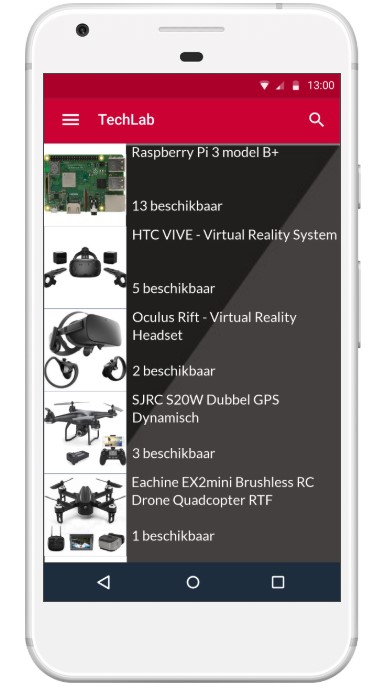 13:00
TechLab
Raspberry Pi 3 model B+
13 beschikbaar
HTC VIVE - Virtual Reality System
5 beschikbaar
Oculus Rift - Virtual Reality
Headset
2 beschikbaar
SJRC S20W Dubbel GPS
Dynamisch
3 beschikbaar
Eachine EX2mini Brushless RC
Drone Quadcopter RTF
1 beschikbaar